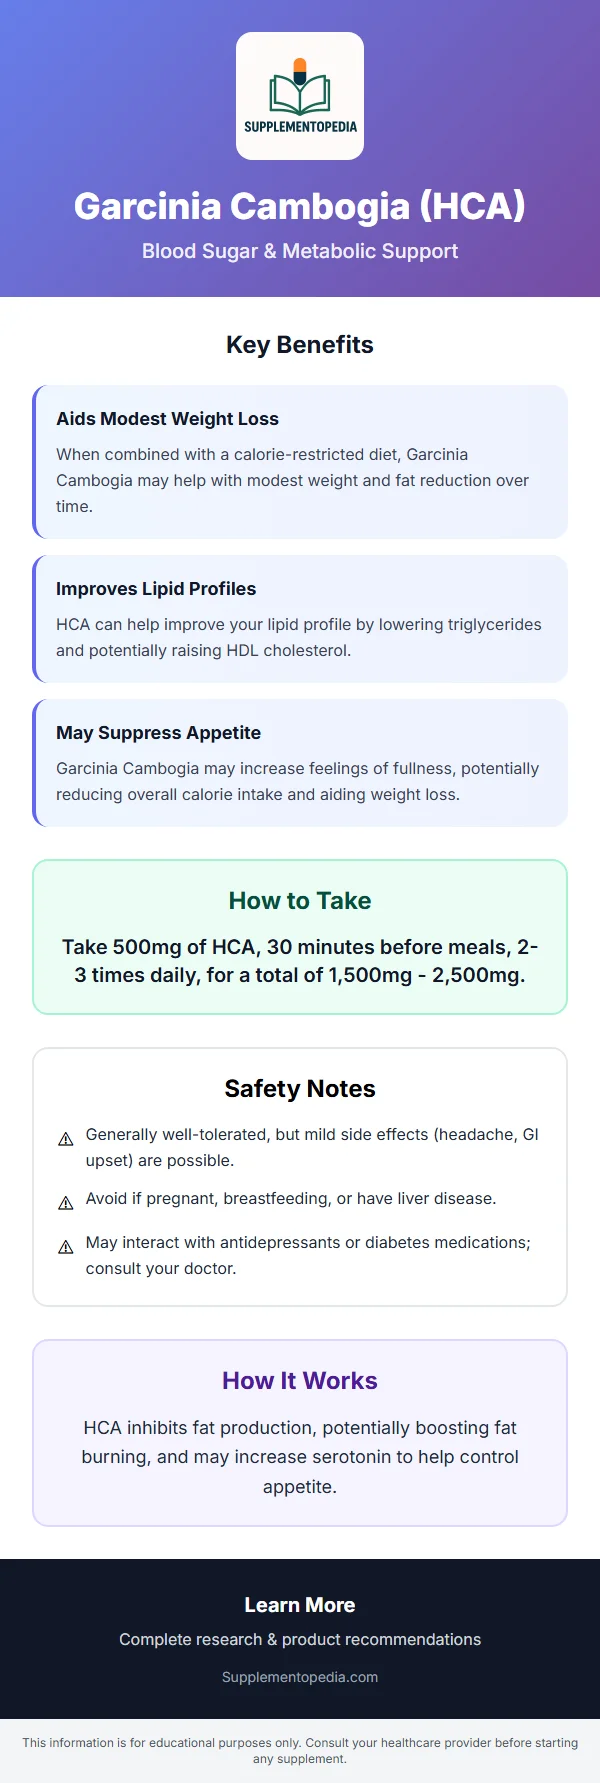 SUPPLEMENTOPEDIA
Garcinia Cambogia (HCA)
Blood Sugar & Metabolic Support
Key Benefits
Aids Modest Weight Loss
When combined with a calorie-restricted diet, Garcinia
Cambogia may help with modest weight and fat reduction over
time.
Improves Lipid Profiles
HCA can help improve your lipid profile by lowering triglycerides
and potentially raising HDL cholesterol.
May Suppress Appetite
Garcinia Cambogia may increase feelings of fullness, potentially
reducing overall calorie intake and aiding weight loss.
How to Take
Take 500mg of HCA, 30 minutes before meals, 2-
3 times daily, for a total of 1,500mg - 2,500mg.
Safety Notes
⚠ Generally well-tolerated, but mild side effects (headache, GI
upset) are possible.
⚠ Avoid if pregnant, breastfeeding, or have liver disease.
⚠ May interact with antidepressants or diabetes medications;
consult your doctor.
How It Works
HCA inhibits fat production, potentially boosting fat
burning, and may increase serotonin to help control
appetite.
Learn More
Complete research & product recommendations
Supplementopedia.com
This information is for educational purposes only. Consult your healthcare provider before starting
any supplement.